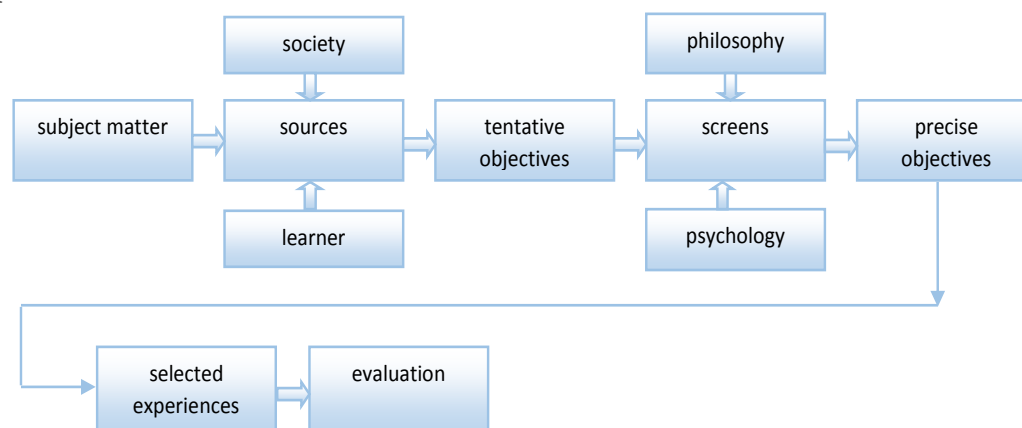 society
philosophy
subject matter
sources
tentative
objectives
screens
precise
objectives
learner
psychology
selected
experiences
evaluation